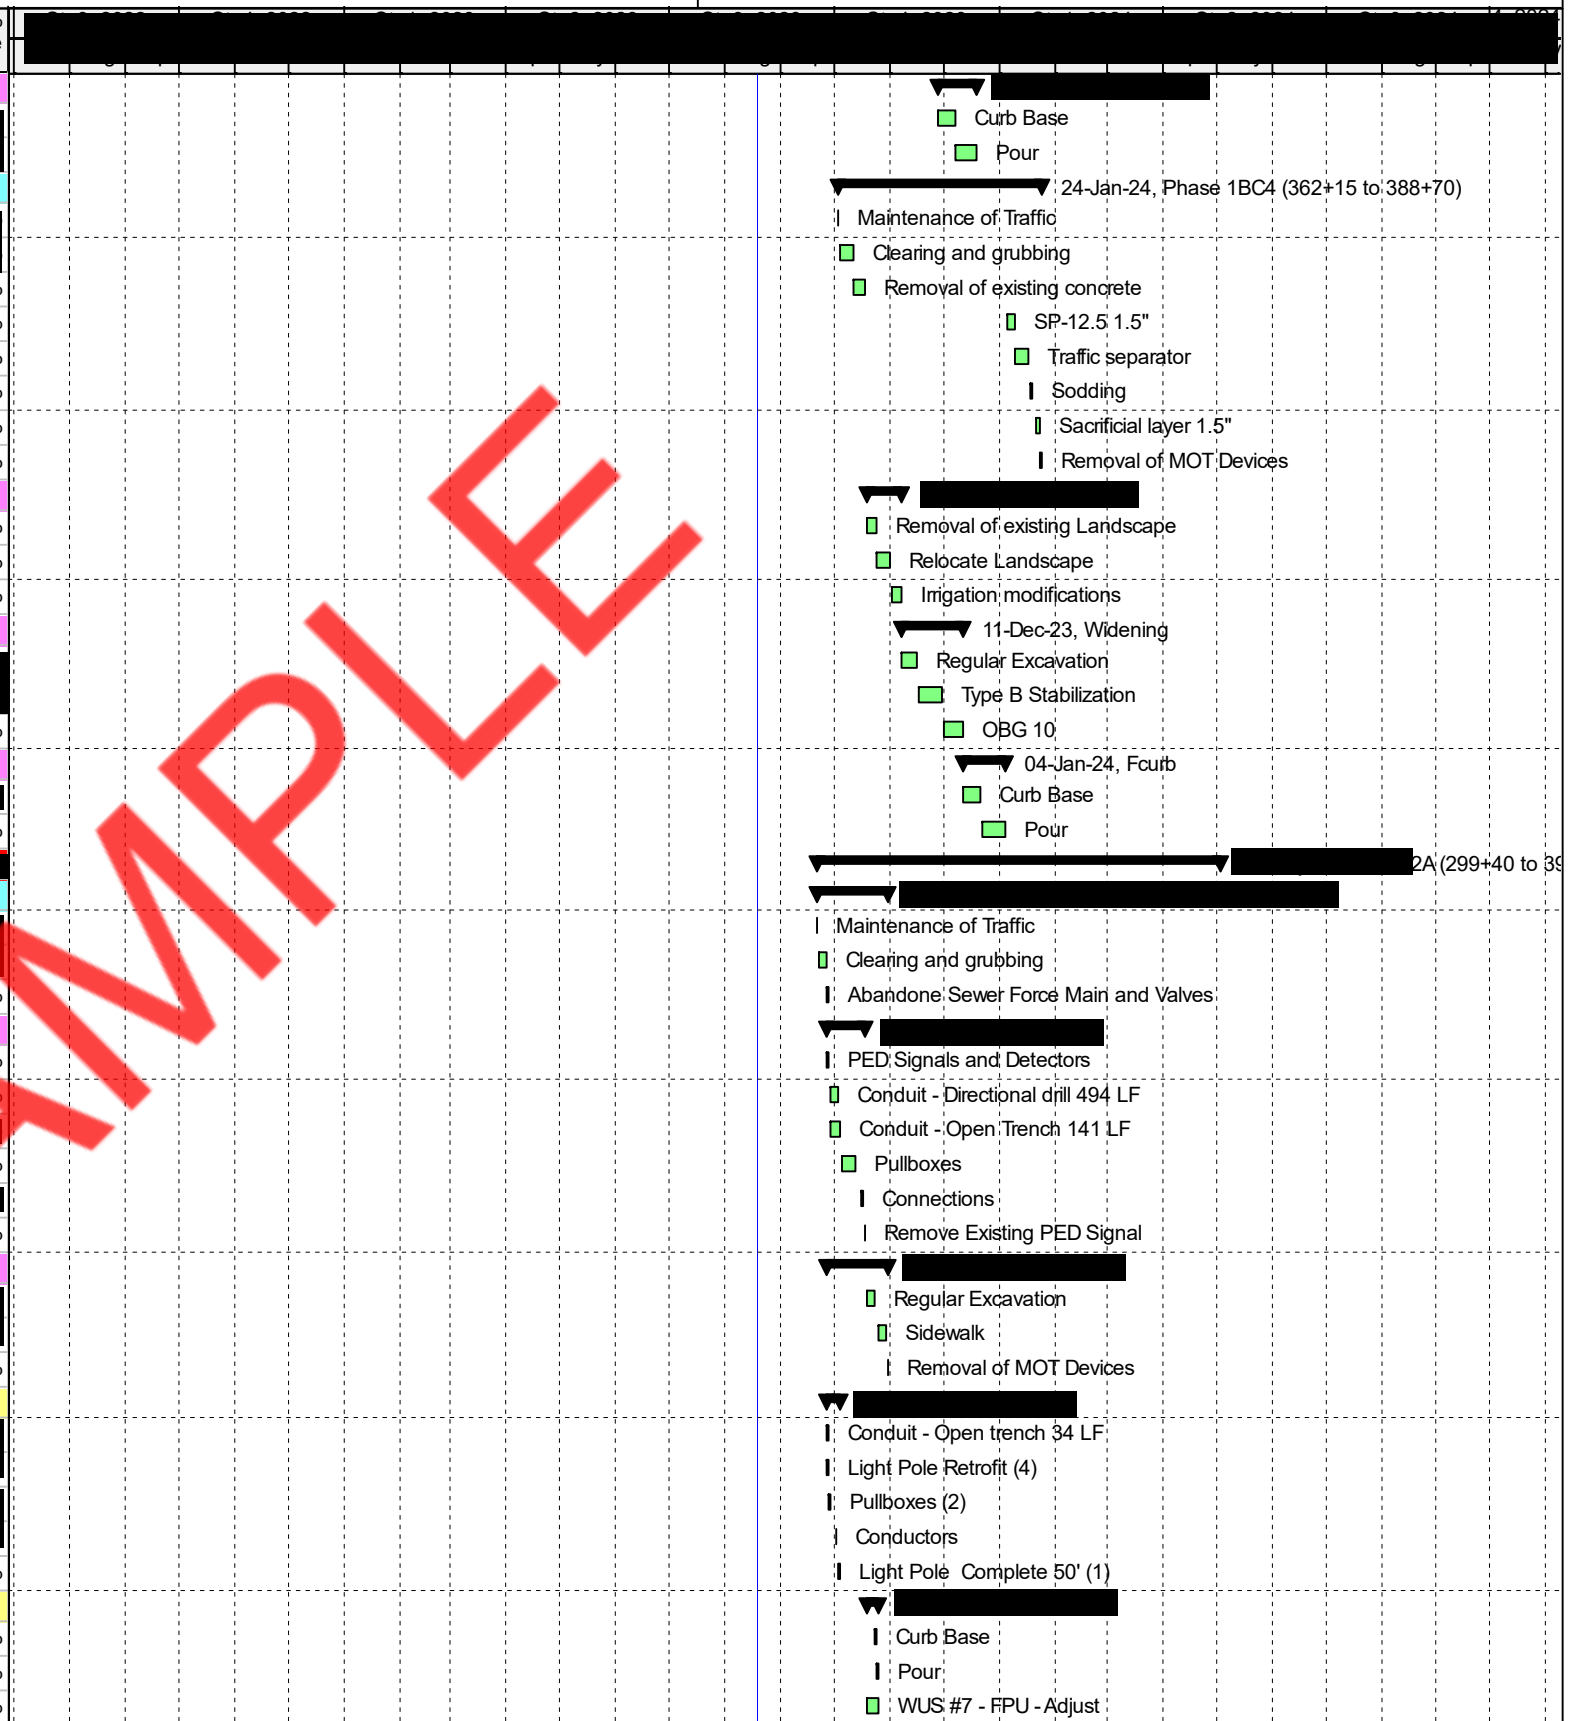 Curb Base
Pour
24-Jan-24, Phase 1BC4 (362+15 to 388+70)
Maintenance of Traffic
Clearing and grubbing
Removal of existing concrete
SP-12.5 1.5"
Traffic separator
Sodding
Sacrificial layer 1.5"
Removal of MOT Devices
Removal of existing Landscape
Relocate Landscape
Irrigation modifications
11-Dec-23, Widening
Regular Excavation
Type B Stabilization
OBG 10
04-Jan-24, Fcurb
Curb Base
Pour
2A (299+40 to 39
Maintenance of Traffic
Clearing and grubbing
Abandone Sewer Force Main and Valves
PED Signals and Detectors
Conduit - Directional drill 494 LF
Conduit - Open Trench 141 LF
Pullboxes
Connections
Remove Existing PED Signal
Regular Excavation
Sidewalk
Removal of MOT Devices
Conduit - Open trench 34 LF
Light Pole Retrofit (4)
Pullboxes (2)
Conductors
Light Pole  Complete 50' (1)
Curb Base
Pour
WUS #7 - FPU - Adjust
AMPLE